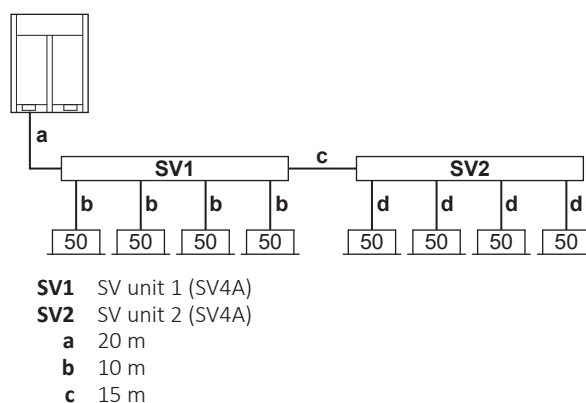 a
SV1 c SV2
b b b b d d d d
50 50 50 50 50 50 50 50
SV1 SV unit 1 (SV4A)
SV2 SV unit 2 (SV4A)
a 20 m
b 10 m
c 15 m